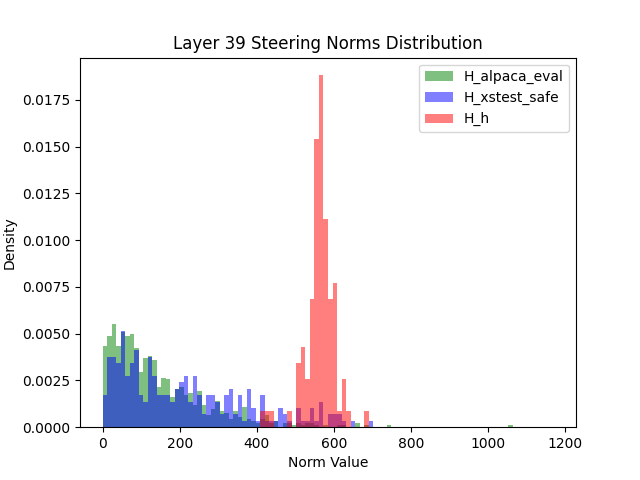 Layer 39 Steering Norms Distribution
H_alpaca_eval
H_xstest_safe
H_h
0.0175
0.0150
0.0125
0.0100
0.0075
0.0050
0.0025
0.0000
Density
0 200 400 600 800 1000 1200
Norm Value